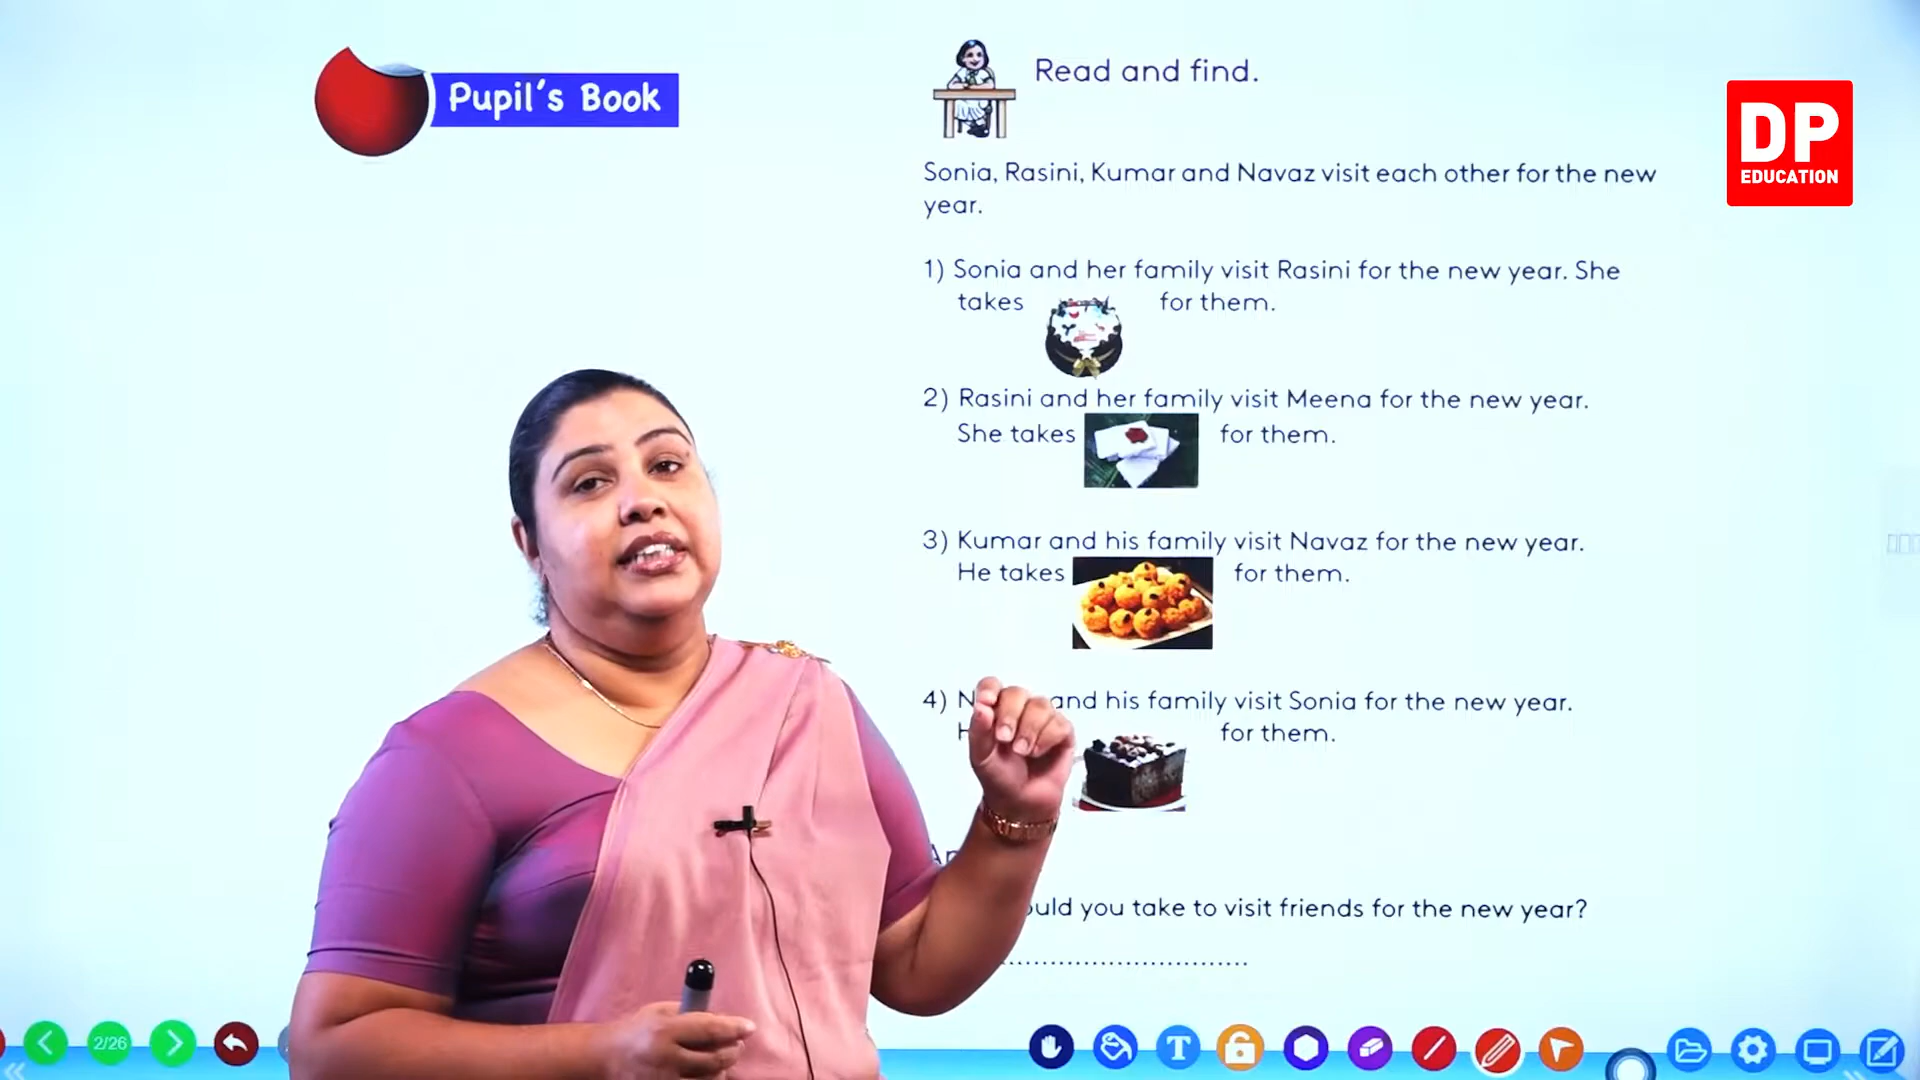 Pupil's Book
Read and find.
DP
EDUCATION
Sonia, Rasini, Kumar and Navaz visit each other for the new
year.
1) Sonia and her family visit Rasini for the new year. She
takes for them.
2) Rasini and her family visit Meena for the new year.
She takes for them.
3) Kumar and his family visit Navaz for the new year.
He takes for them.
4) and his family visit Sonia for the new year.
for them.
you take to visit friends for the new year?
2/26
T